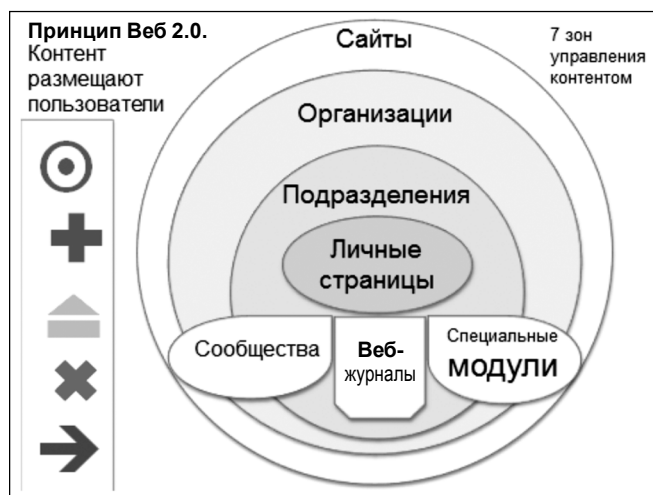 Принцип Веб 2.0.
Контент
размещают
пользователи
7 зон
управления
контентом
Сайты
Организации
Подразделения
Личные
страницы
Сообщества
Веб-
журналы
Специальные
модули